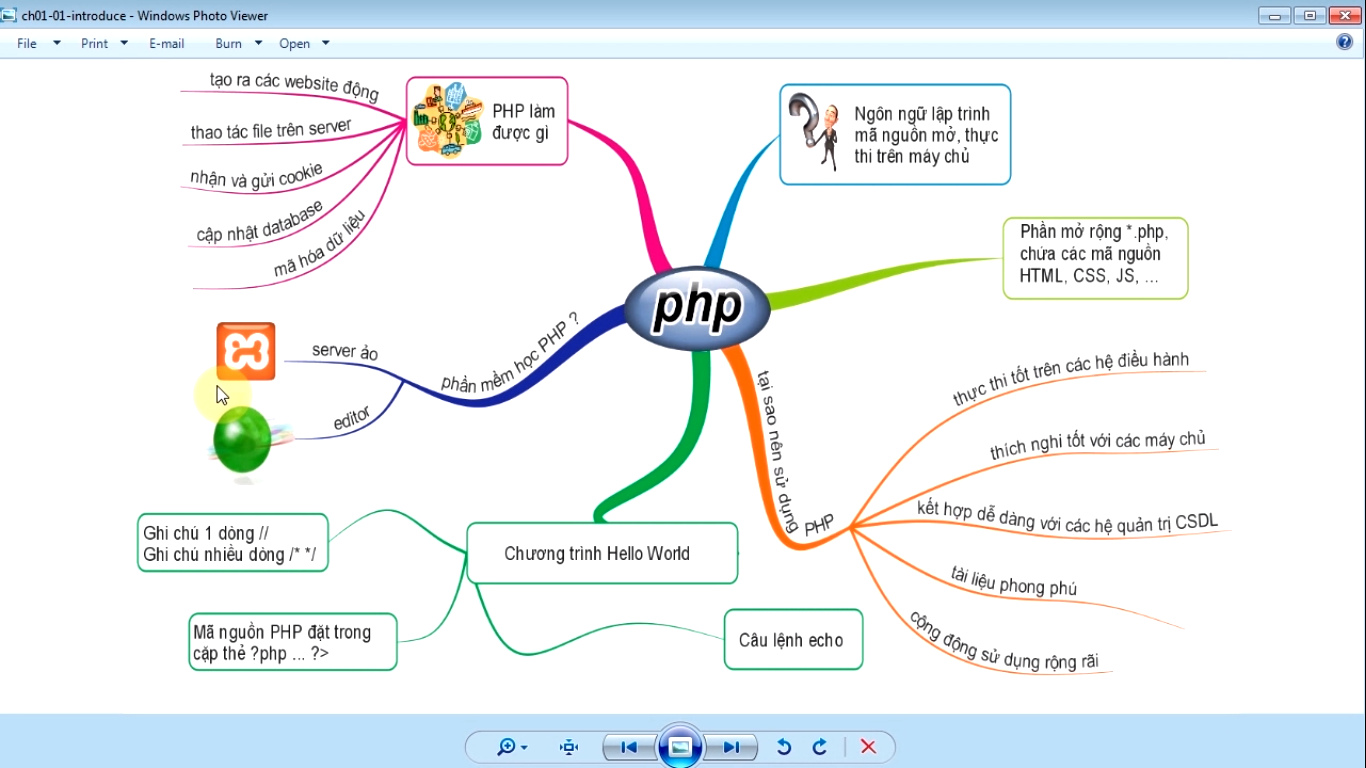 ch01-01-introduce - Windows Photo Viewer
File Print E-mail Burn Open
tạo ra các website động
thao tác file trên server
nhận và gửi cookie
cập nhật database
mã hóa dữ liệu
PHP làm
được gì
Ngôn ngữ lập trình
mã nguồn mở, thực
thi trên máy chủ
Phần mở rộng *.php,
chứa các mã nguồn
HTML, CSS, JS, ...
php
phần mềm học PHP ?
server ảo
editor
tại sao nên sử dụng PHP
thực thi tốt trên các hệ điều hành
thích nghi tốt với các máy chủ
kết hợp dễ dàng với các hệ quản trị CSDL
tài liệu phong phú
cộng động sử dụng rộng rãi
Chương trình Hello World
Ghi chú 1 dòng //
Ghi chú nhiều dòng /* */
Mã nguồn PHP đặt trong
cặp thẻ ?php ... ?>
Câu lệnh echo